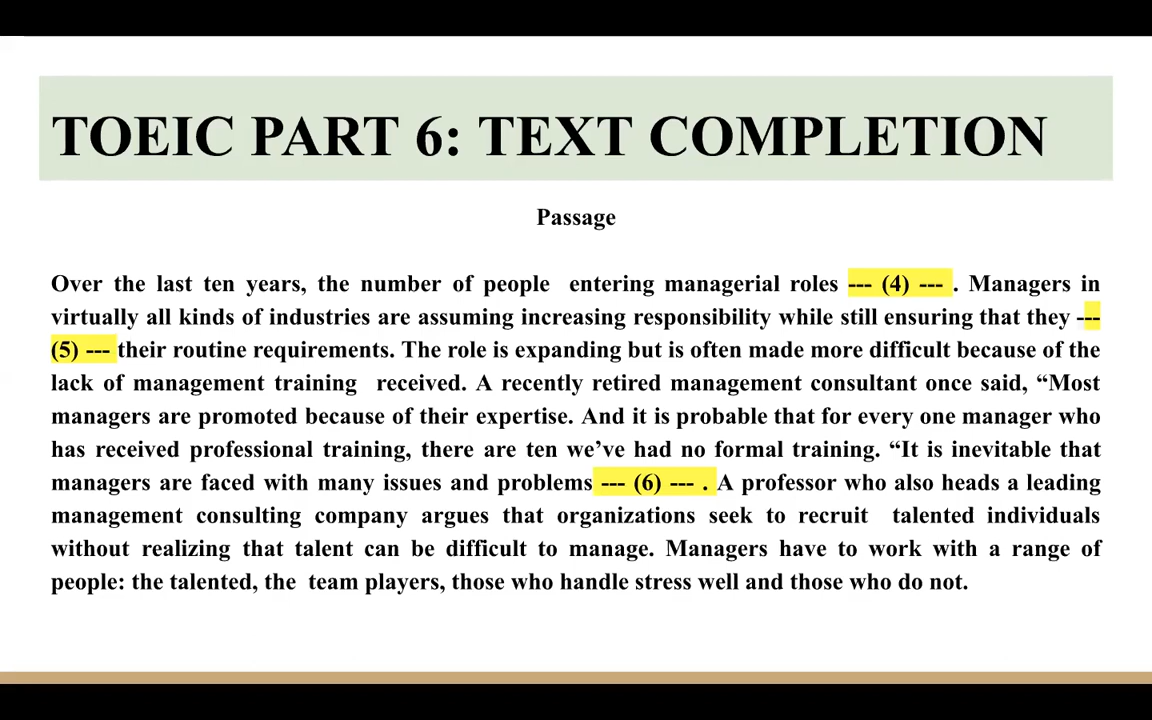 TOEIC PART 6: TEXT COMPLETION
Passage
Over the last ten years, the number of people entering managerial roles --- (4) --- . Managers in
virtually all kinds of industries are assuming increasing responsibility while still ensuring that they ---
(5) --- their routine requirements. The role is expanding but is often made more difficult because of the
lack of management training received. A recently retired management consultant once said, “Most
managers are promoted because of their expertise. And it is probable that for every one manager who
has received professional training, there are ten we’ve had no formal training. “It is inevitable that
managers are faced with many issues and problems --- (6) --- . A professor who also heads a leading
management consulting company argues that organizations seek to recruit talented individuals
without realizing that talent can be difficult to manage. Managers have to work with a range of
people: the talented, the team players, those who handle stress well and those who do not.